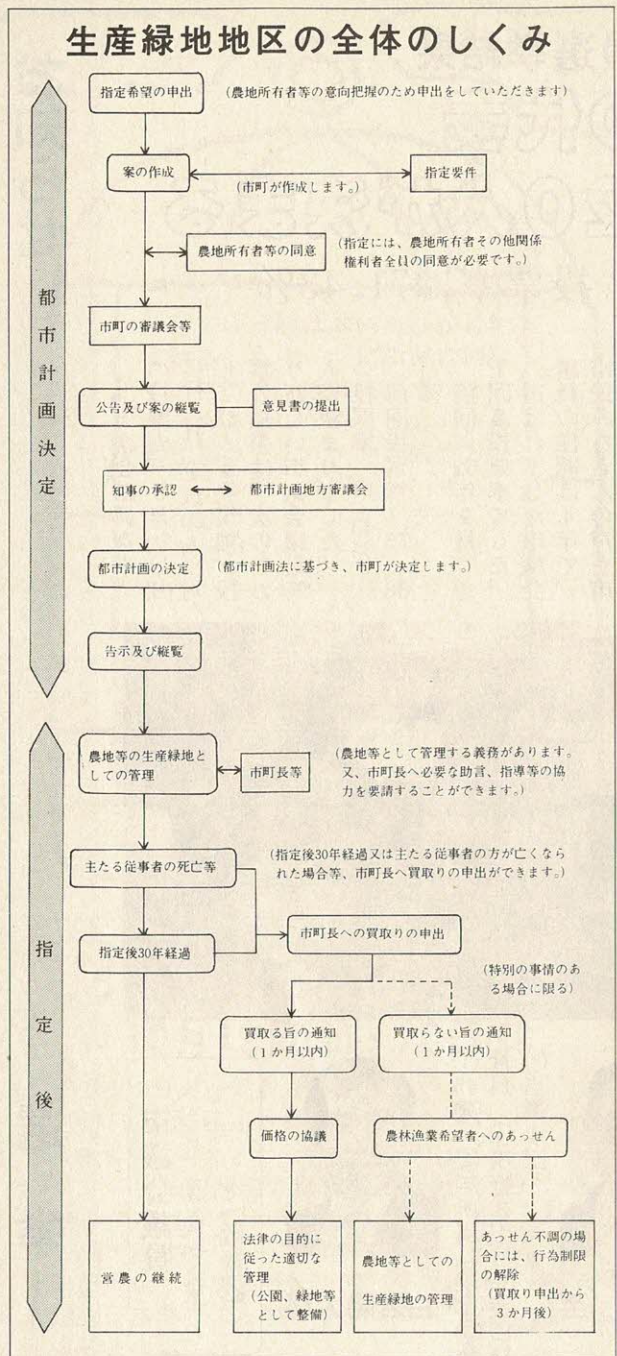 生産緑地地区の全体のしくみ
都市計画決定
指定希望の申出
(農地所有者等の意向把握のため申出をしていただきます)
案の作成
(市町が作成します。)
指定要件
農地所有者等の同意
(指定には、農地所有者その他関係
権利者全員の同意が必要です。)
市町の審議会等
公告及び案の縦覧
意見書の提出
知事の承認
都市計画地方審議会
都市計画の決定
(都市計画法に基づき、市町が決定します。)
告示及び縦覧
指定後
農地等の生産緑地と
しての管理
市町長等
(農地等として管理する義務があります。
又、市町長へ必要な助言、指導等の協
力を要請することができます。)
主たる従事者の死亡等
(指定後30年経過又は主たる従事者の方が亡くなら
れた場合等、市町長へ買取りの申出ができます。)
指定後30年経過
市町長への買取りの申出
(特別の事情のあ
る場合に限る)
買取る旨の通知
(1か月以内)
買取らない旨の通知
(1か月以内)
価格の協議
農林漁業希望者へのあっせん
営農の継続
法律の目的に
従った適切な
管理
(公園、緑地等
として整備)
農地等としての
生産緑地の管理
あっせん不調の場
合には、行為制限
の解除
(買取り申出から
3か月後)